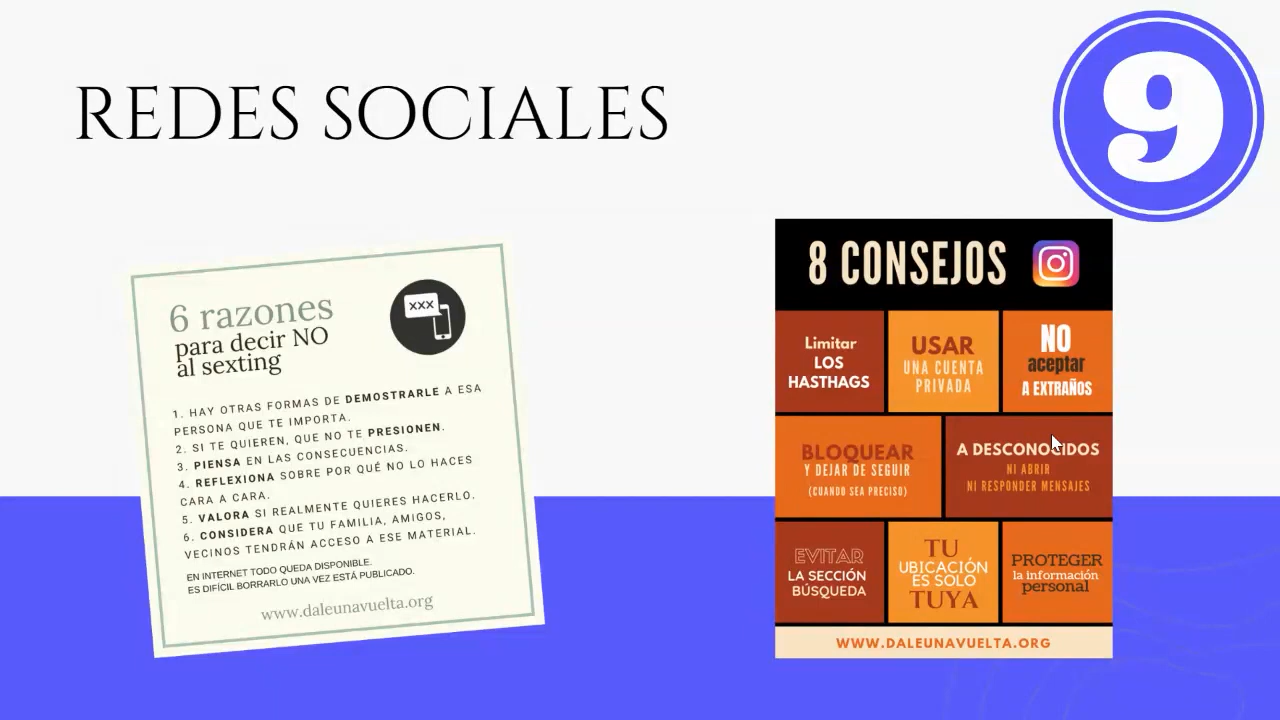 REDES SOCIALES
9
6 razones
para decir NO
al sexting
XXX
1. HAY OTRAS FORMAS DE DEMOSTRARLE A ESA
PERSONA QUE TE IMPORTA.
2. SI TE QUIEREN, QUE NO TE PRESIONEN.
3. PIENSA EN LAS CONSECUENCIAS.
4. REFLEXIONA SOBRE POR QUÉ NO LO HACES
CARA A CARA.
5. VALORA SI REALMENTE QUIERES HACERLO.
6. CONSIDERA QUE TU FAMILIA, AMIGOS,
VECINOS TENDRÁN ACCESO A ESE MATERIAL.
EN INTERNET TODO QUEDA DISPONIBLE.
ES DIFÍCIL BORRARLO UNA VEZ ESTÁ PUBLICADO.
www.daleunavuelta.org
8 CONSEJOS
Limitar
LOS
HASTHAGS
USAR
UNA CUENTA
PRIVADA
NO
aceptar
A EXTRAÑOS
BLOQUEAR
Y DEJAR DE SEGUIR
(CUANDO SEA PRECISO)
A DESCONOCIDOS
NI ABRIR
NI RESPONDER MENSAJES
EVITAR
LA SECCIÓN
BÚSQUEDA
TU
UBICACIÓN
ES SOLO
TUYA
PROTEGER
la información
personal
WWW.DALEUNAVUELTA.ORG